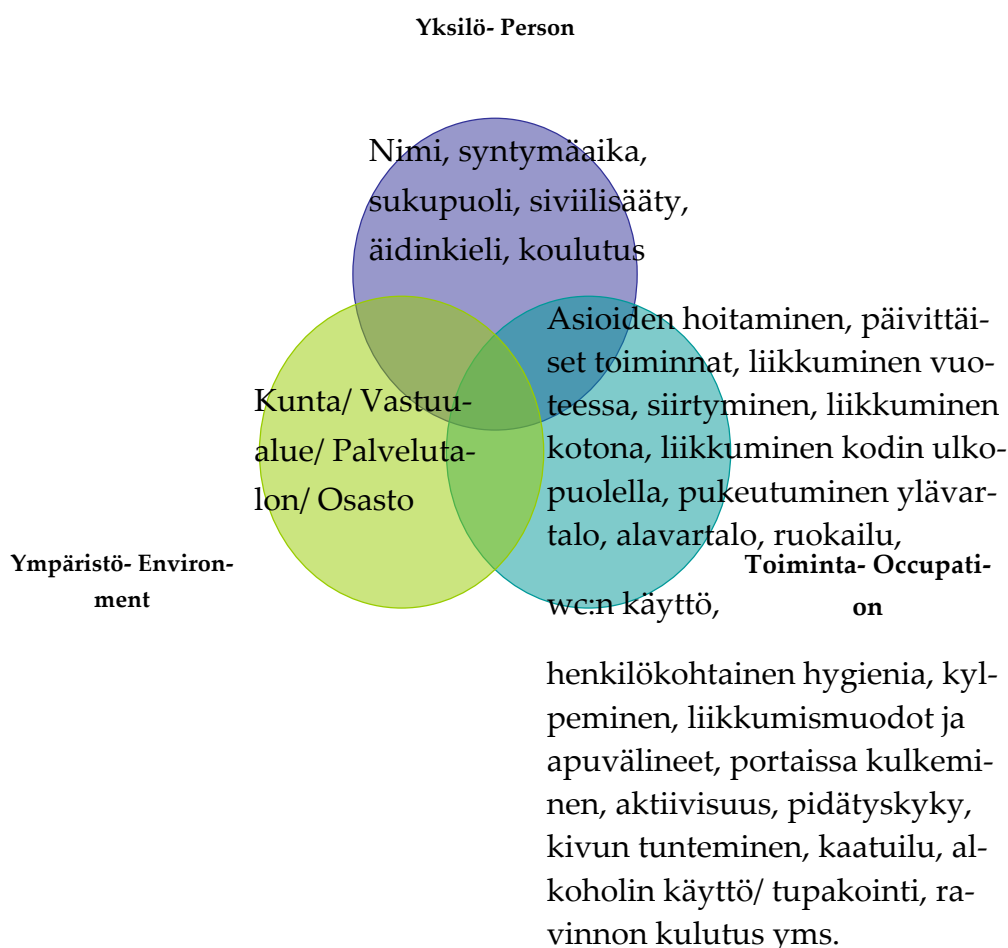 Yksilö- Person
Nimi, syntymäaika,
sukupuoli, siviilisääty,
äidinkieli, koulutus
Kunta/ Vastuu-
alue/ Palveluta-
lon/ Osasto
Ympäristö- Environ-
ment
Asioiden hoitaminen, päivittäi-
set toiminnat, liikkuminen vuo-
teessa, siirtyminen, liikkuminen
kotona, liikkuminen kodin ulko-
puolella, pukeutuminen ylävar-
talo, alavartalo, ruokailu,
wc:n käyttö,
henkilökohtainen hygienia, kyl-
peminen, liikkumismuodot ja
apuvälineet, portaissa kulkemi-
nen, aktiivisuus, pidätyskyky,
kivun tunteminen, kaatuilu, al-
koholin käyttö/ tupakointi, ra-
vinnon kulutus yms.
Toiminta- Occupati-
on